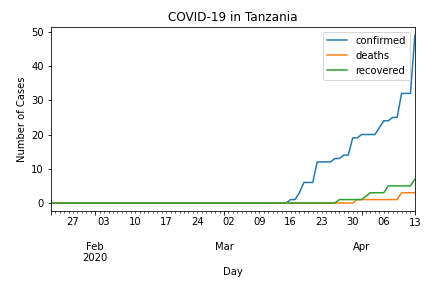 COVID-19 in Tanzania
50
40
30
20
10
0
Number of Cases
confirmed
deaths
recovered
27 03 10 17 24 02 09 16 23 30 06 13
Feb Mar Apr
2020
Day